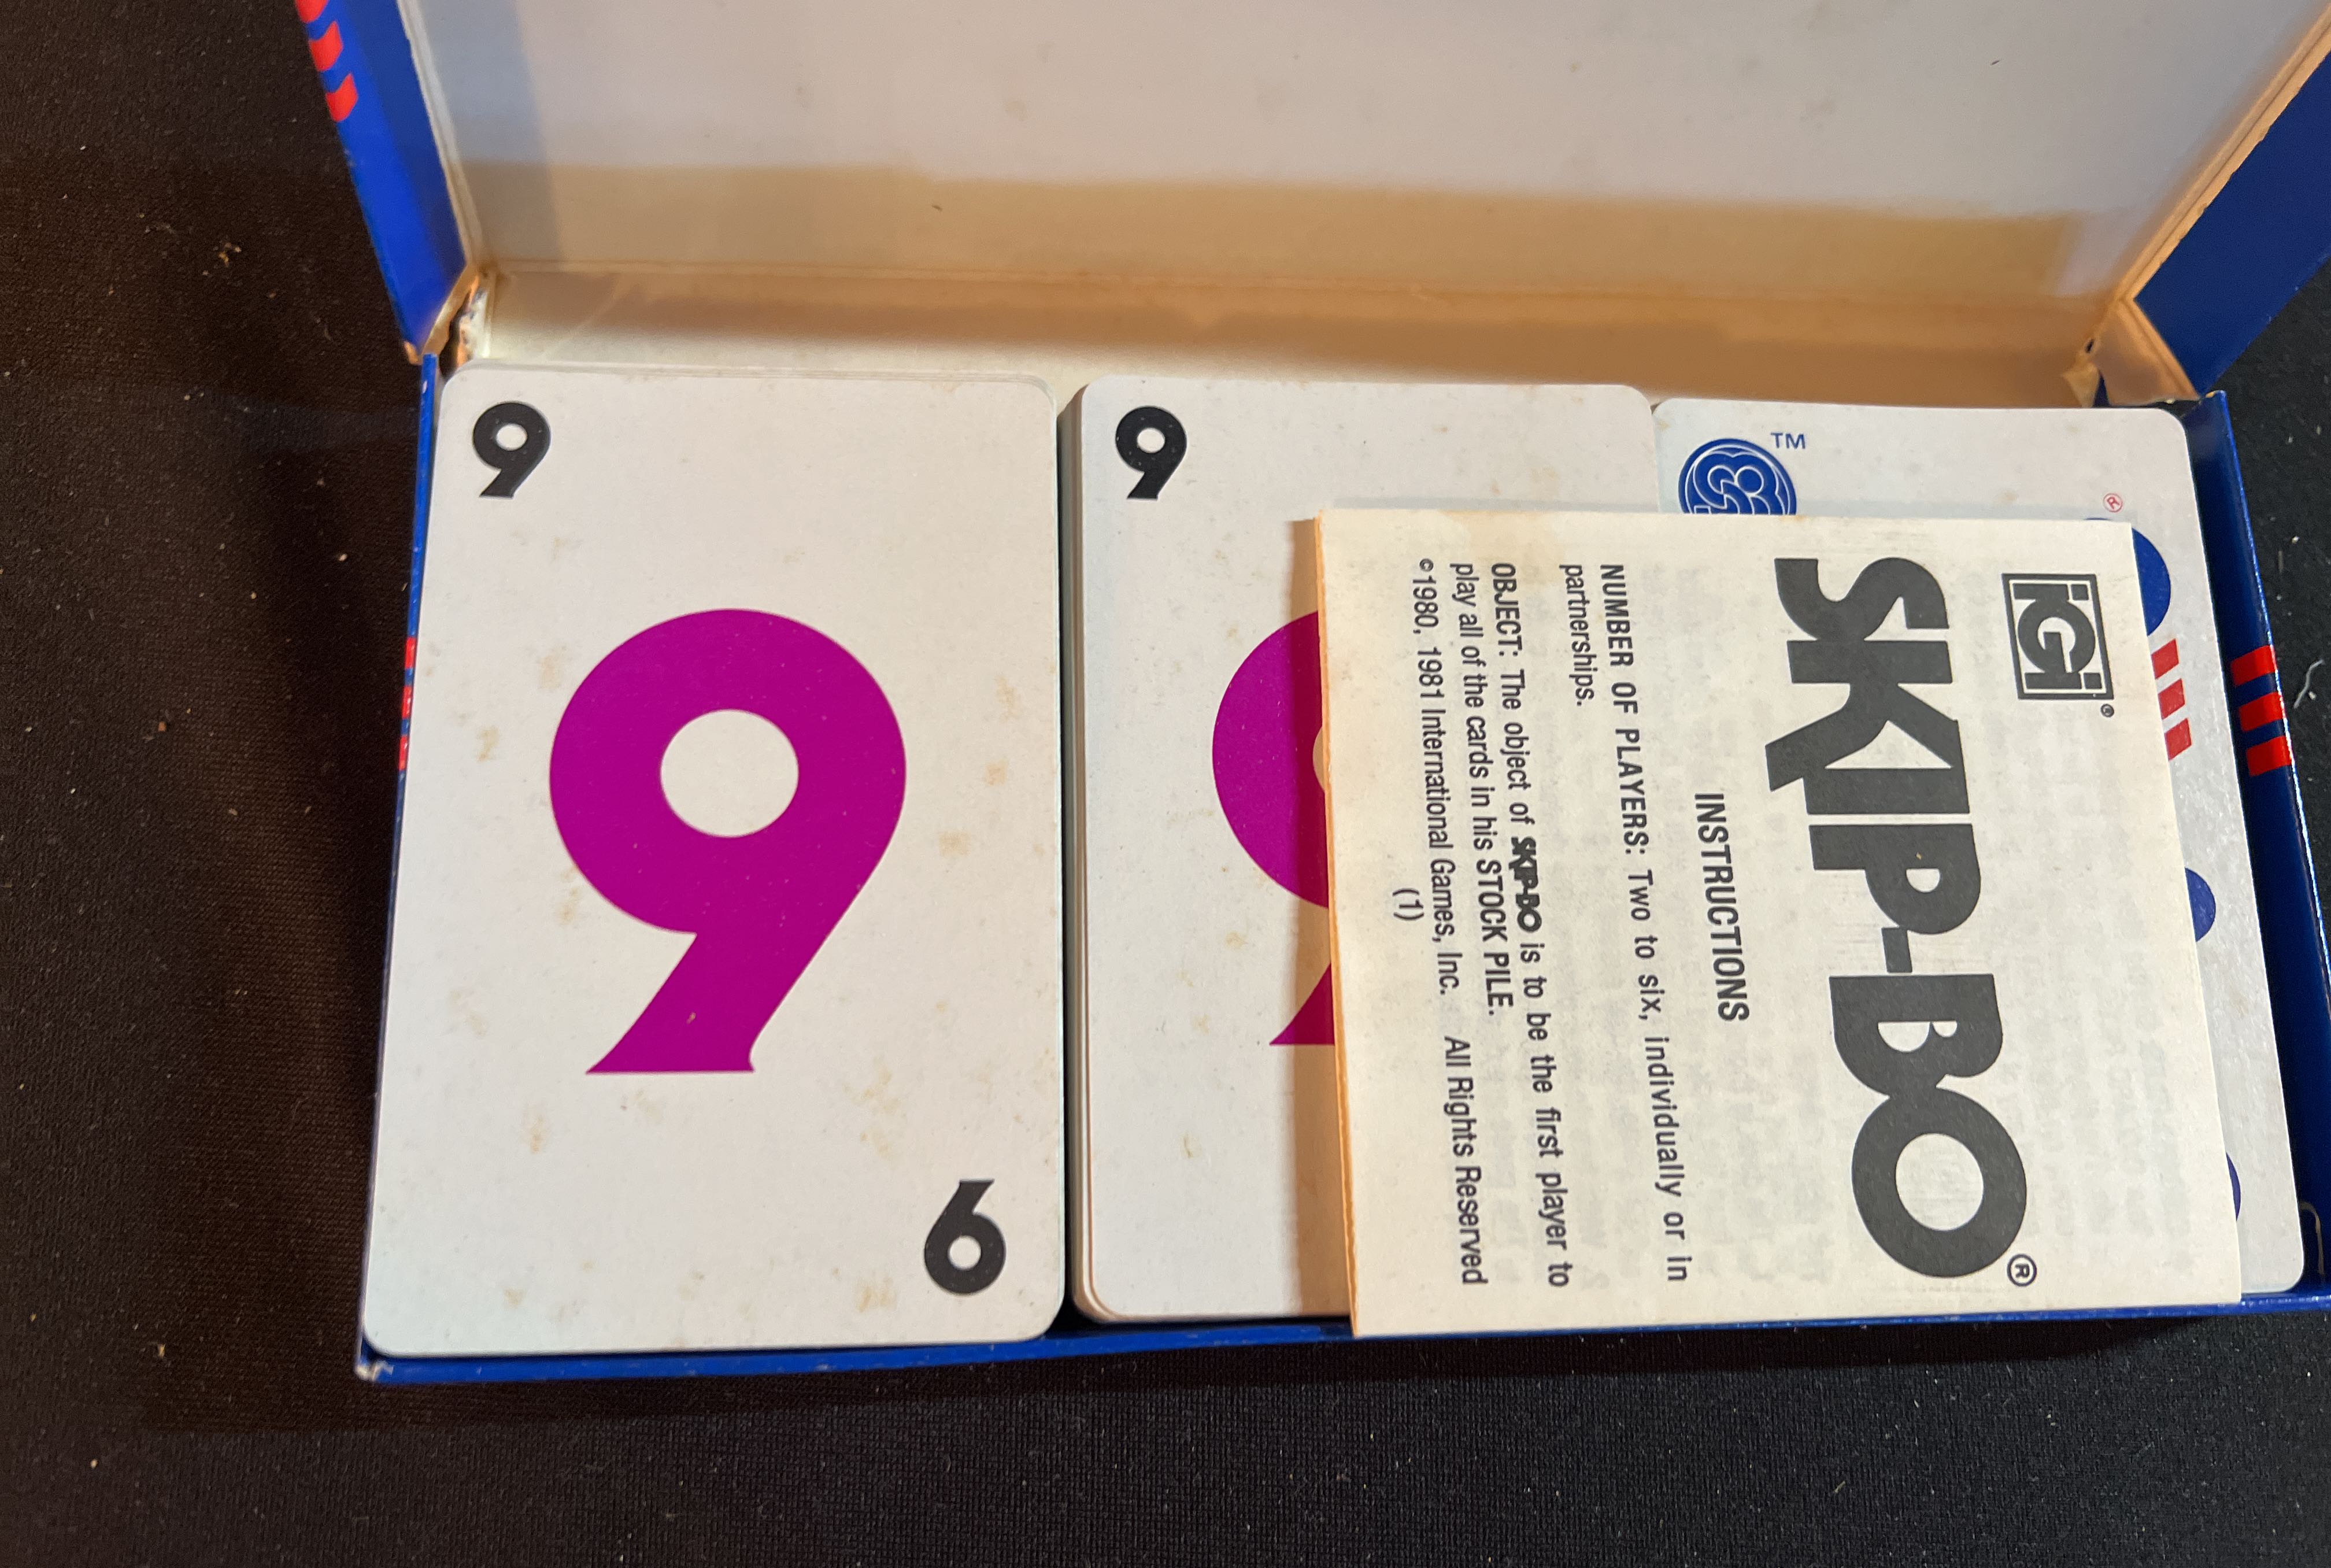 9
9
9
9
TM
®
iGi®
SKIP-BO®
INSTRUCTIONS
NUMBER OF PLAYERS: Two to six, individually or in
partnerships.
OBJECT: The object of SKIP-BO is to be the first player to
play all of the cards in his STOCK PILE.
©1980, 1981 International Games, Inc. All Rights Reserved
(1)